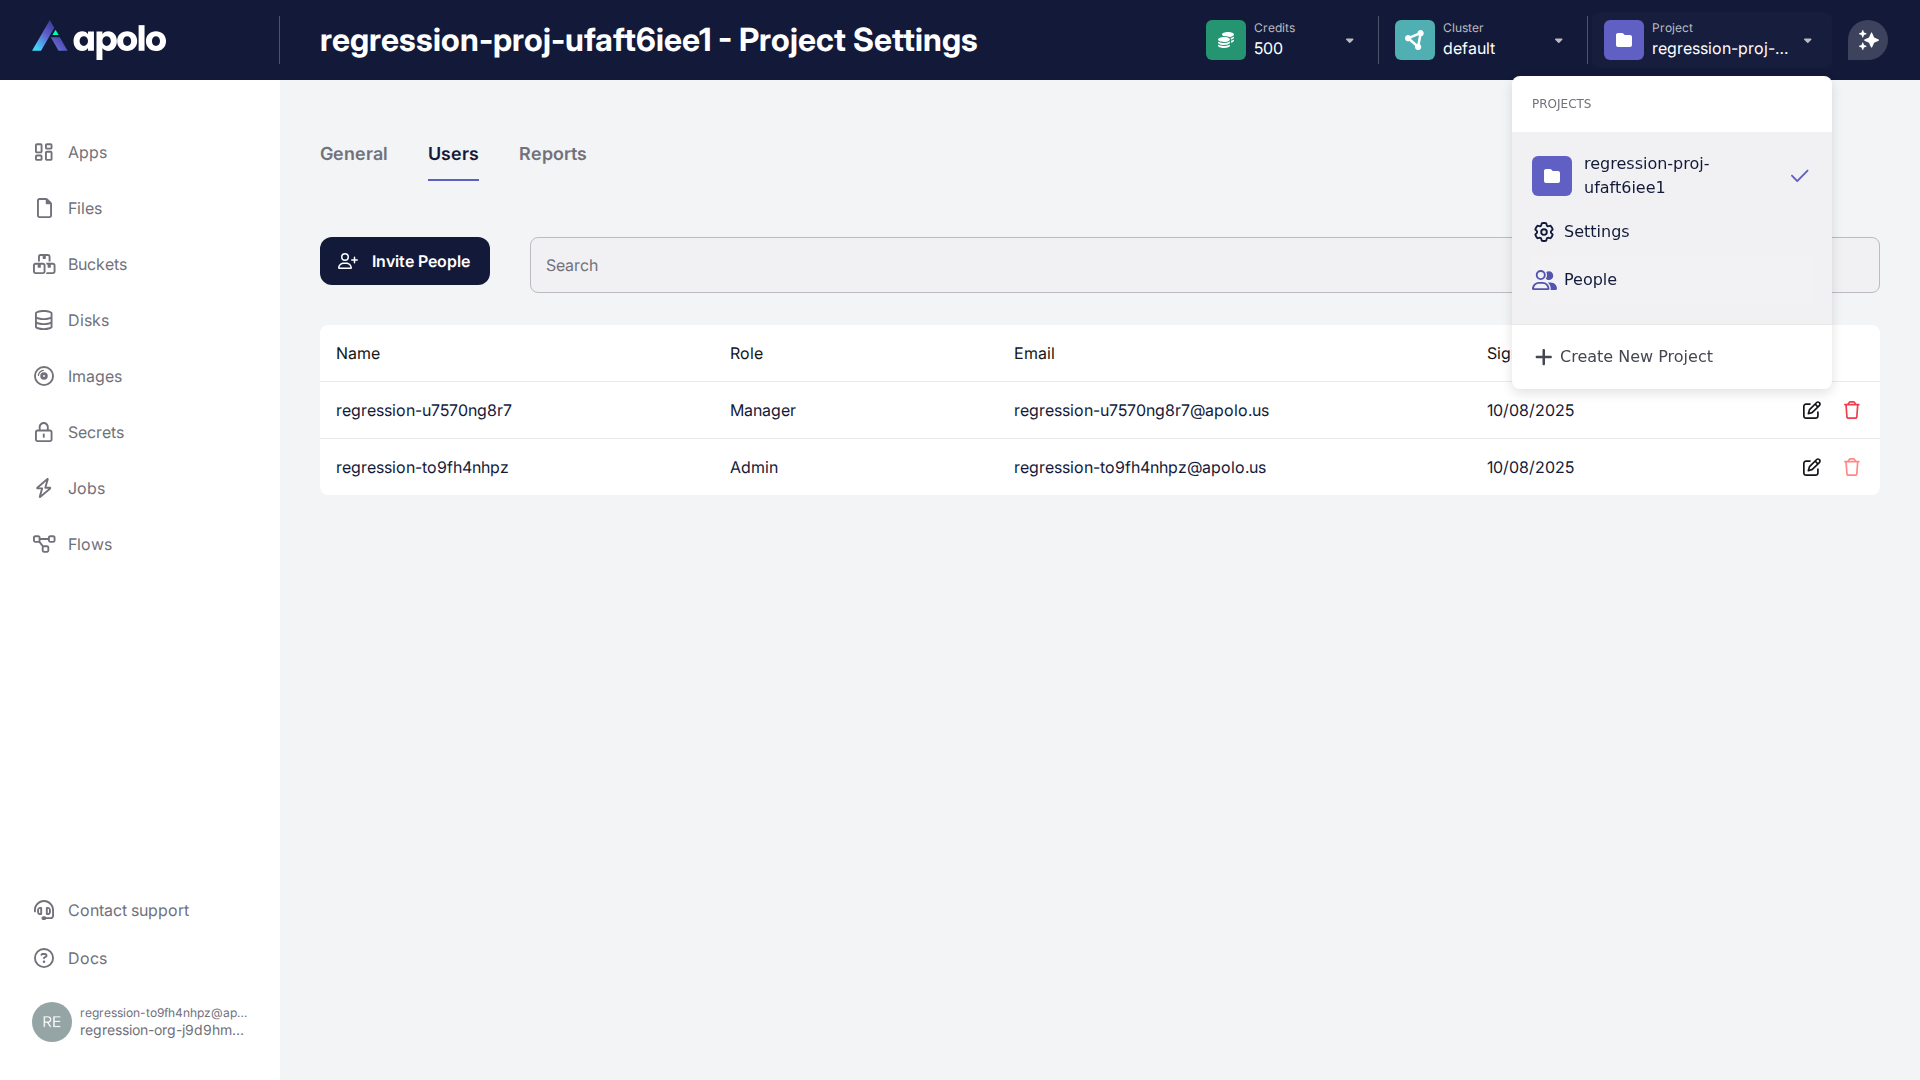 apolo
regression-proj-ufaft6iee1 - Project Settings
Credits
500
Cluster
default
Project
regression-proj-...
PROJECTS
regression-proj-
ufaft6iee1
Settings
People
Create New Project
Apps
Files
Buckets
Disks
Images
Secrets
Jobs
Flows
Contact support
Docs
RE
regression-to9fh4nhpz@ap...
regression-org-j9d9hm...
General Users Reports
Invite People
Search
Name Role Email Sig
regression-u7570ng8r7 Manager regression-u7570ng8r7@apolo.us 10/08/2025
regression-to9fh4nhpz Admin regression-to9fh4nhpz@apolo.us 10/08/2025